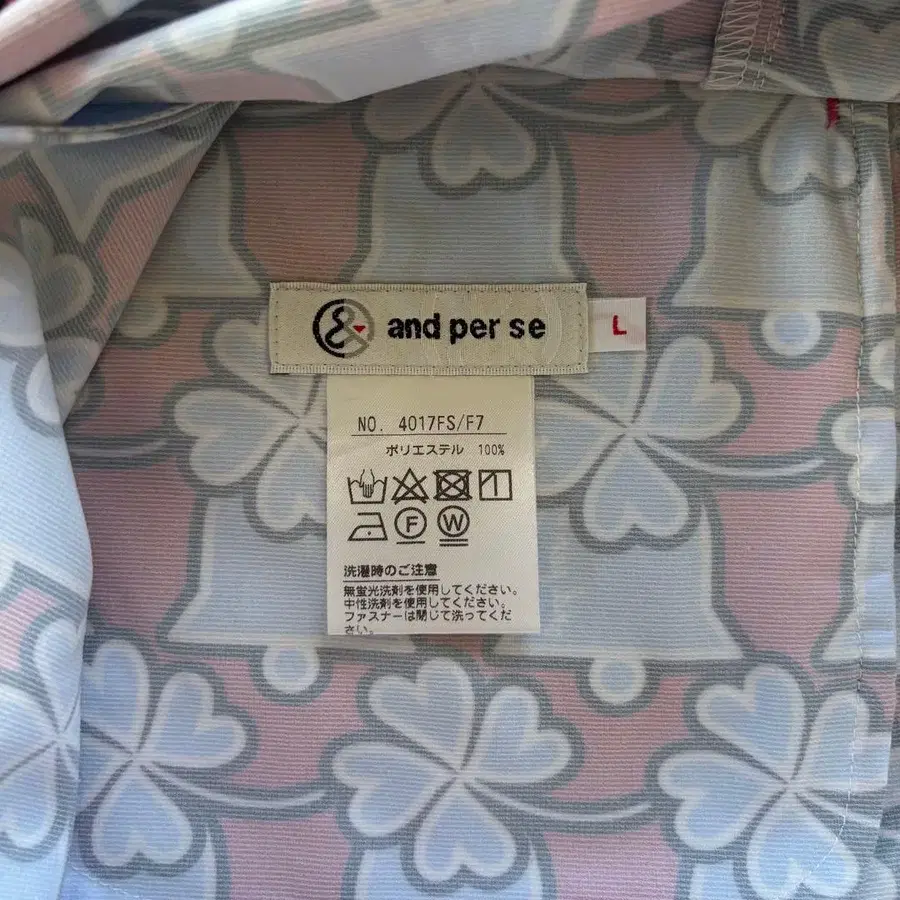 & and per se
L
NO. 4017FS/F7
ポリエステル 100%
F W
洗濯時のご注意
無蛍光洗剤を使用してください。
中性洗剤を使用してください。
ファスナーは閉じて洗ってくだ
さい。